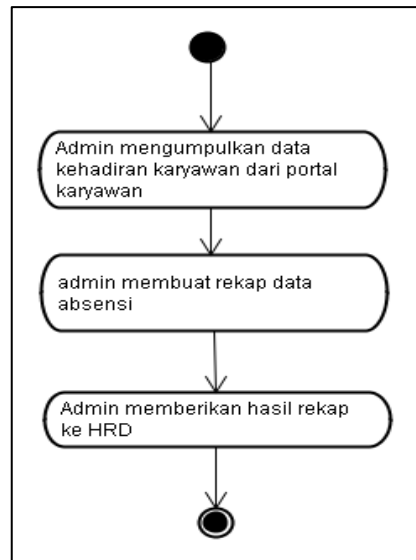 Admin mengumpulkan data
kehadiran karyawan dari portal
karyawan
admin membuat rekap data
absensi
Admin memberikan hasil rekap
ke HRD